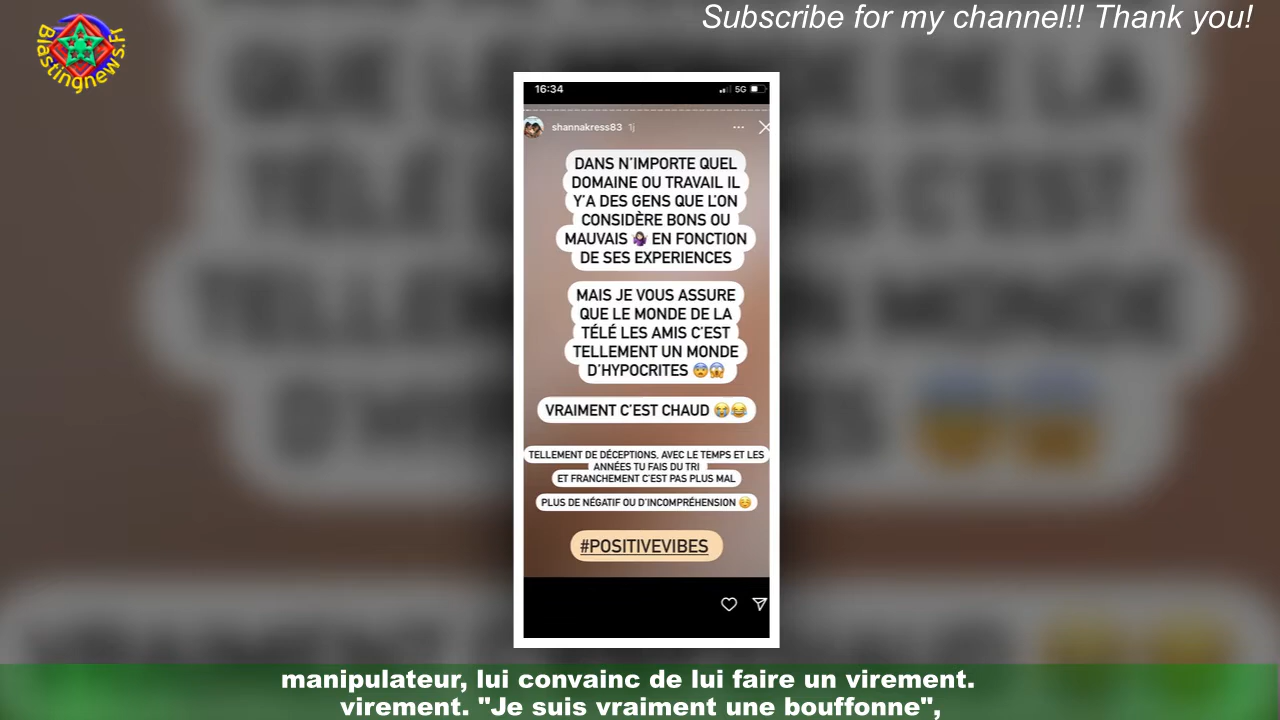 Subscribe for my channel!! Thank you!
Blastingnews.Fr
16:34
5G
shannakress83 1j
DANS N'IMPORTE QUEL
DOMAINE OU TRAVAIL IL
Y'A DES GENS QUE L'ON
CONSIDÈRE BONS OU
MAUVAIS 🤷🏻‍♀️ EN FONCTION
DE SES EXPERIENCES
MAIS JE VOUS ASSURE
QUE LE MONDE DE LA
TÉLÉ LES AMIS C'EST
TELLEMENT UN MONDE
D'HYPOCRITES 😨😱
VRAIMENT C'EST CHAUD 😭😂
TELLEMENT DE DÉCEPTIONS, AVEC LE TEMPS ET LES
ANNÉES TU FAIS DU TRI
ET FRANCHEMENT C'EST PAS PLUS MAL
PLUS DE NÉGATIF OU D'INCOMPRÉHENSION ☺️
#POSITIVEVIBES
manipulateur, lui convainc de lui faire un virement.
virement. "Je suis vraiment une bouffonne",